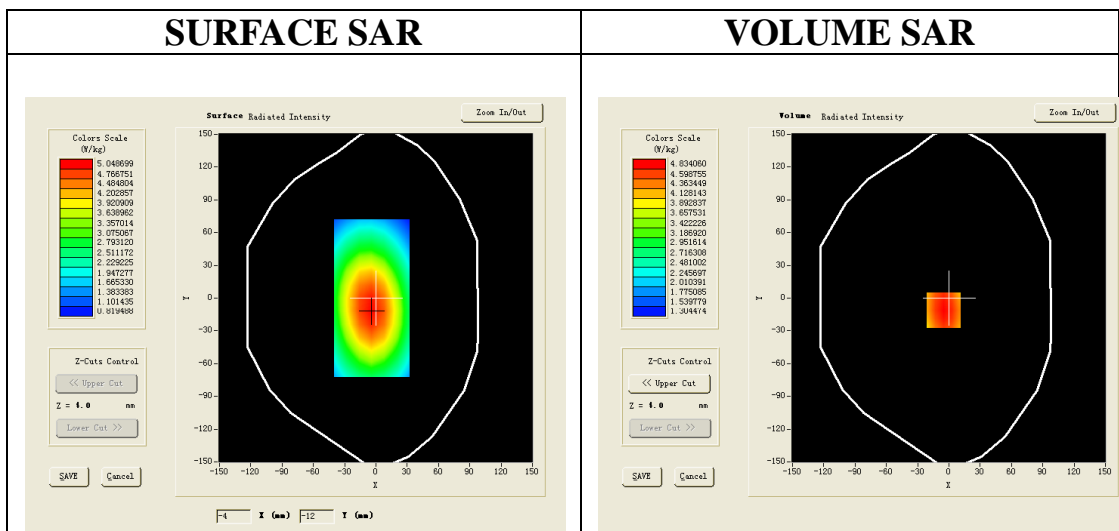 SURFACE SAR
VOLUME SAR
Surface Radiated Intensity
Zoom In/Out
Colors Scale
(W/kg)
5.048699
4.766751
4.484804
4.202857
3.920909
3.638962
3.357014
3.075067
2.793120
2.511172
2.229225
1.947277
1.665330
1.383383
1.101435
0.819488
150
120
90
60
30
0
-30
-60
-90
-120
-150
Y
-150 -120 -90 -60 -30 0 30 60 90 120 150
X
Z-Cuts Control
<< Upper Cut
Z = 4.0 mm
Lower Cut >>
SAVE Cancel
-4 X (mm) -12 Y (mm)
Volume Radiated Intensity
Zoom In/Out
Colors Scale
(W/kg)
4.834060
4.598755
4.363449
4.128143
3.892837
3.657531
3.422226
3.186920
2.951614
2.716308
2.481002
2.245697
2.010391
1.775085
1.539779
1.304474
150
120
90
60
30
0
-30
-60
-90
-120
-150
Y
-150 -120 -90 -60 -30 0 30 60 90 120 150
X
Z-Cuts Control
<< Upper Cut
Z = 4.0 mm
Lower Cut >>
SAVE Cancel